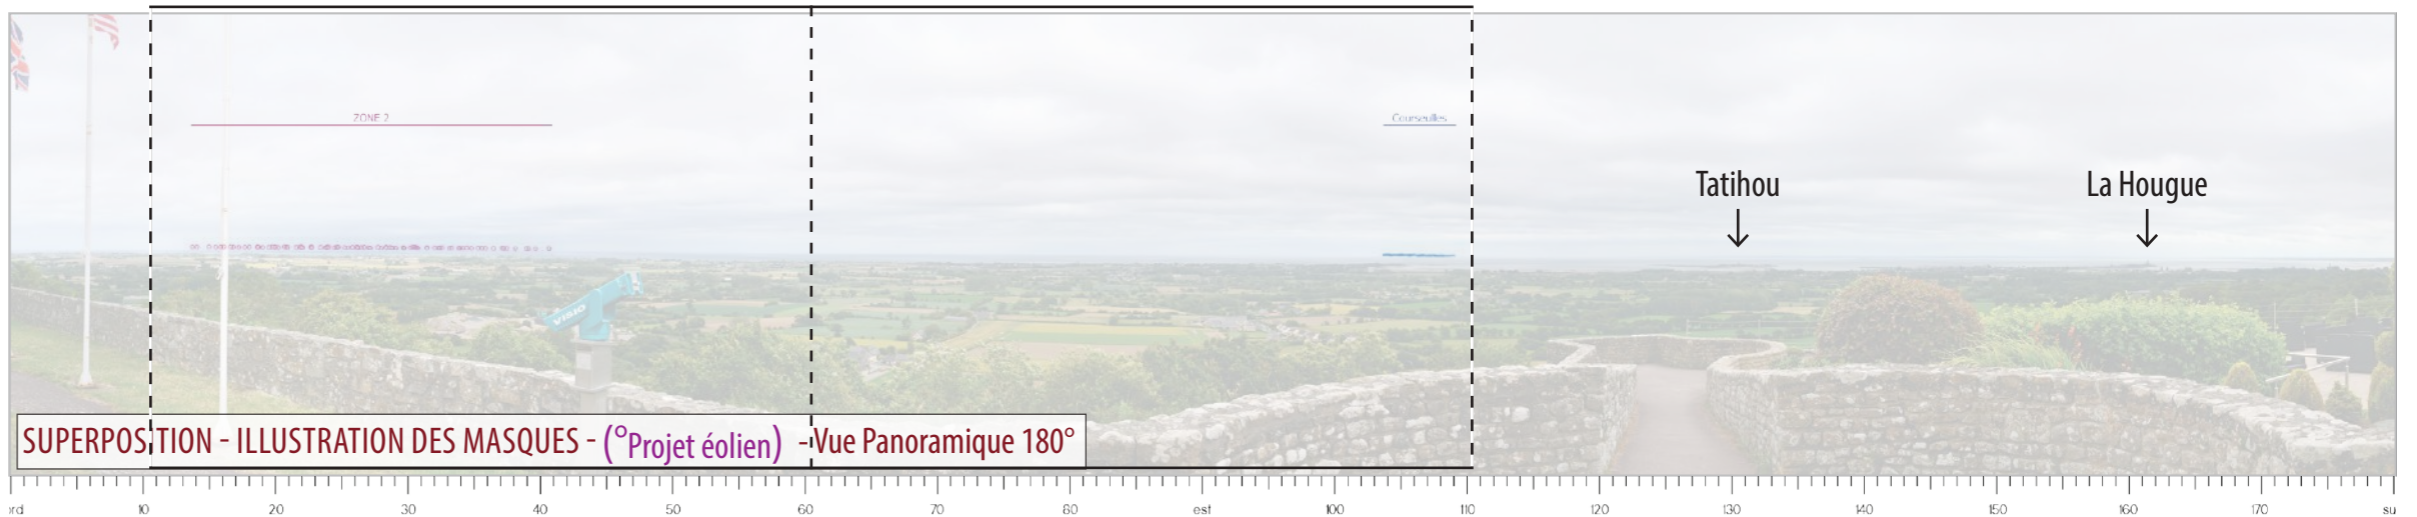 ZONE 2
Courseulles
Tatihou
La Hougue
VISIO
SUPERPOSITION - ILLUSTRATION DES MASQUES - (°Projet éolien) - Vue Panoramique 180°
rd 10 20 30 40 50 60 70 80 est 100 110 120 130 140 150 160 170 su